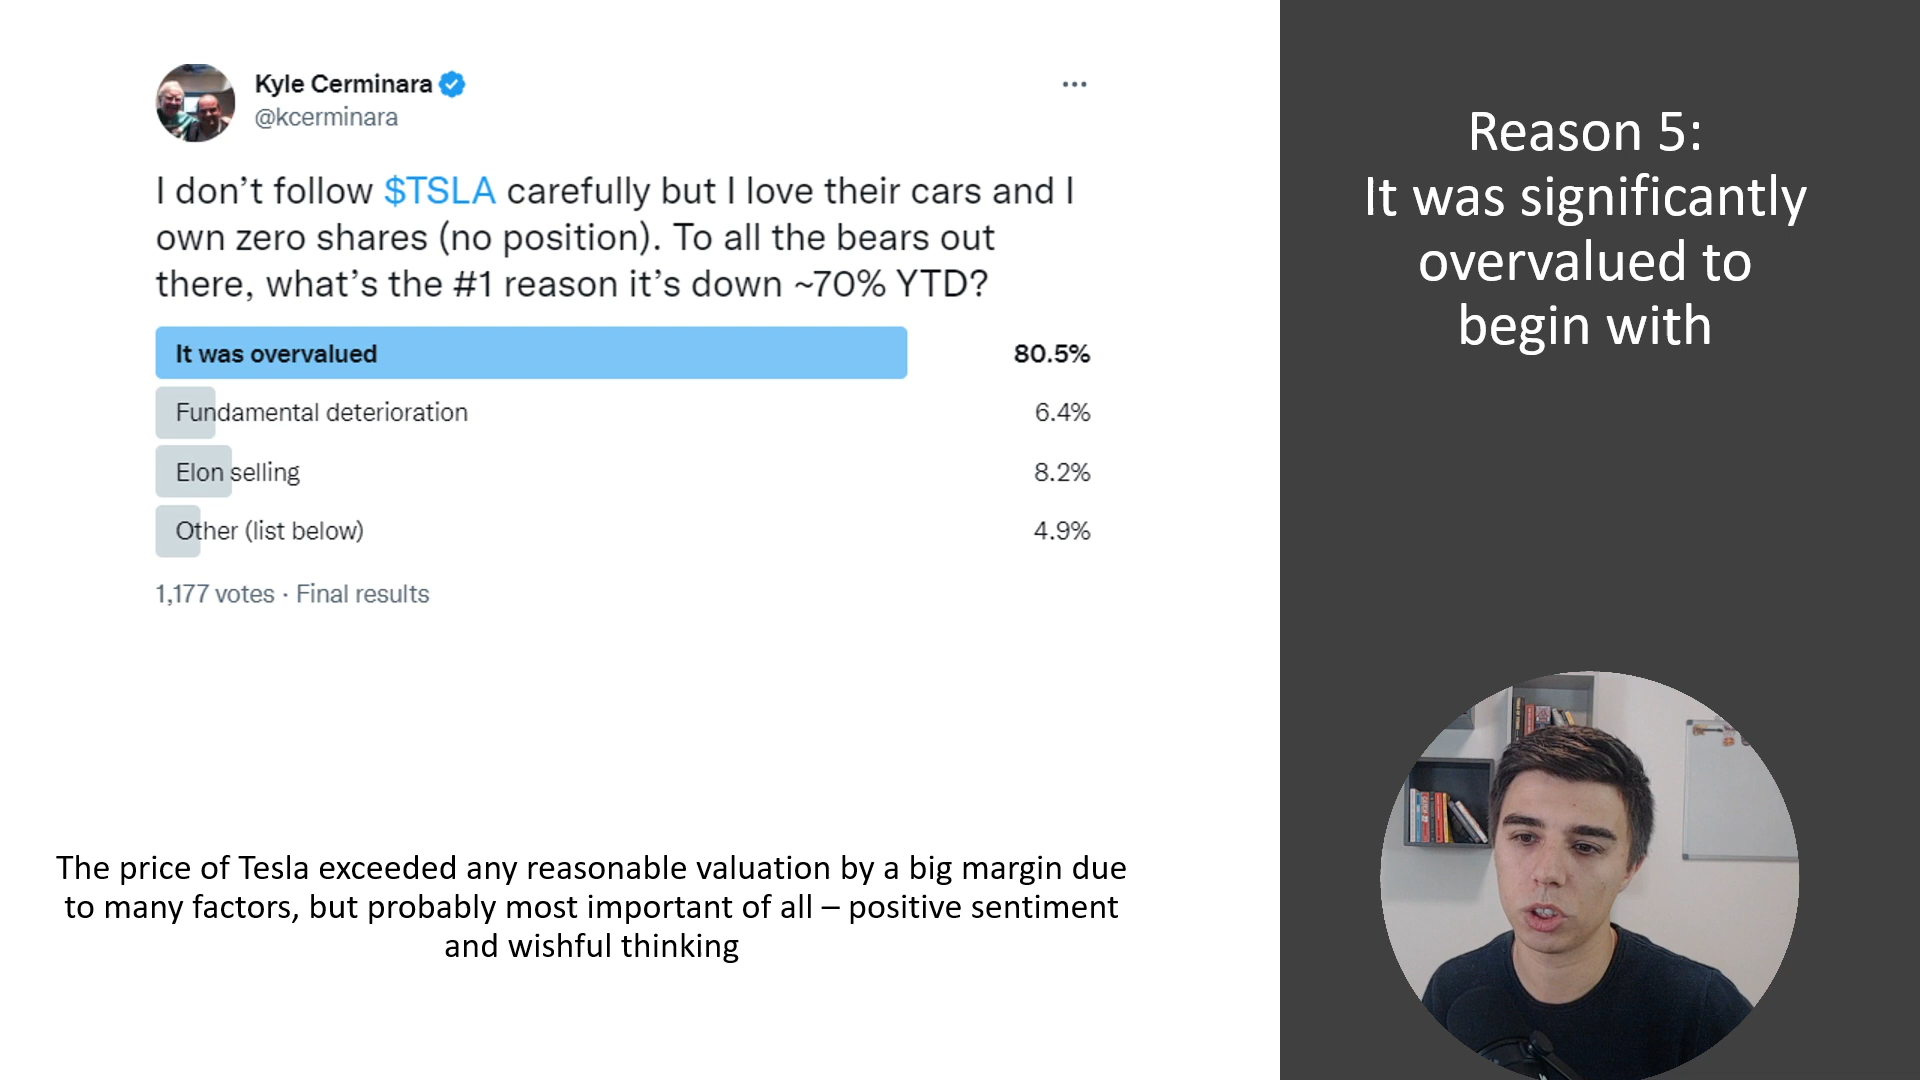 Kyle Cerminara
@kcerminara
I don’t follow $TSLA carefully but I love their cars and I
own zero shares (no position). To all the bears out
there, what’s the #1 reason it’s down ~70% YTD?
It was overvalued 80.5%
Fundamental deterioration 6.4%
Elon selling 8.2%
Other (list below) 4.9%
1,177 votes · Final results
The price of Tesla exceeded any reasonable valuation by a big margin due
to many factors, but probably most important of all – positive sentiment
and wishful thinking
Reason 5:
It was significantly
overvalued to
begin with